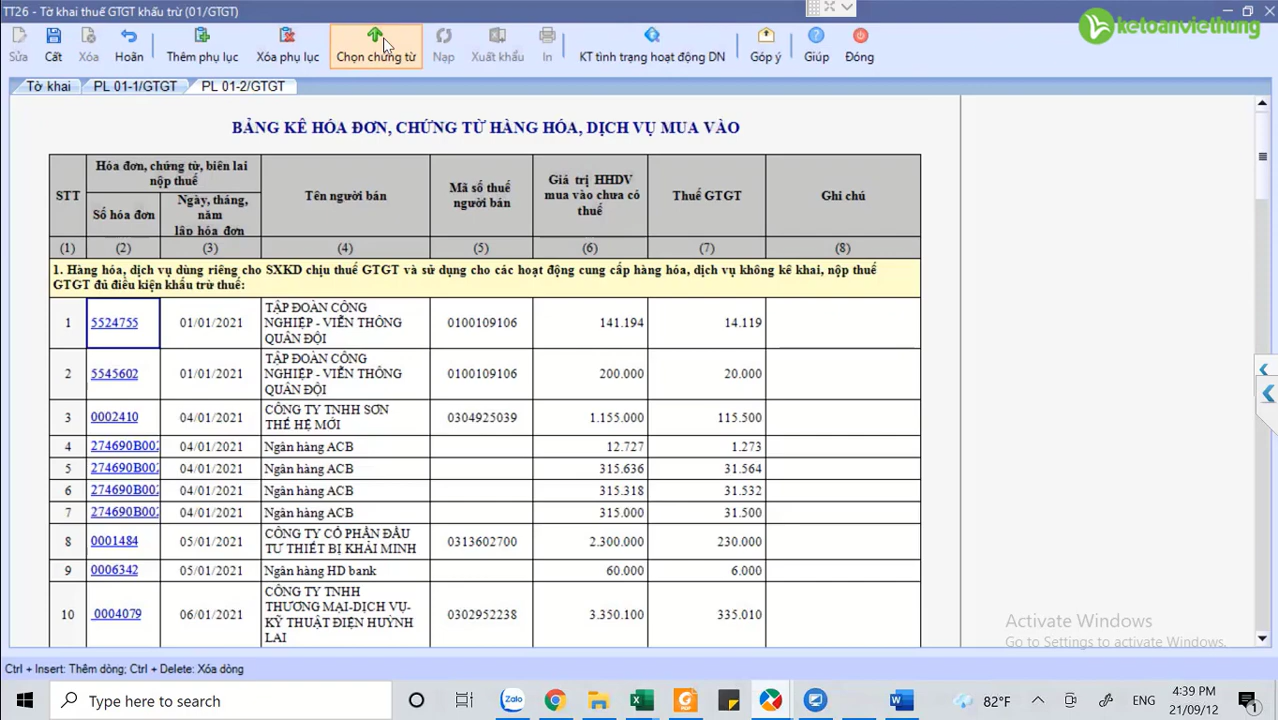 TT26 - Tờ khai thuế GTGT khấu trừ (01/GTGT)
ketoanviethung
Sửa Cất Xóa Hoãn Thêm phụ lục Xóa phụ lục Chọn chứng từ Nạp Xuất khẩu In KT tình trạng hoạt động DN Góp ý Giúp Đóng
Tờ khai PL 01-1/GTGT PL 01-2/GTGT
BẢNG KÊ HÓA ĐƠN, CHỨNG TỪ HÀNG HÓA, DỊCH VỤ MUA VÀO
STT
Hóa đơn, chứng từ, biên lai
nộp thuế
Số hóa đơn
Ngày, tháng,
năm
lập hóa đơn
Tên người bán
Mã số thuế
người bán
Giá trị HHDV
mua vào chưa có
thuế
Thuế GTGT
Ghi chú
(1) (2) (3) (4) (5) (6) (7) (8)
1. Hàng hóa, dịch vụ dùng riêng cho SXKD chịu thuế GTGT và sử dụng cho các hoạt động cung cấp hàng hóa, dịch vụ không kê khai, nộp thuế
GTGT đủ điều kiện khấu trừ thuế:
1 5524755 01/01/2021 TẬP ĐOÀN CÔNG
NGHIỆP - VIỄN THÔNG
QUÂN ĐỘI 0100109106 141.194 14.119
2 5545602 01/01/2021 TẬP ĐOÀN CÔNG
NGHIỆP - VIỄN THÔNG
QUÂN ĐỘI 0100109106 200.000 20.000
3 0002410 04/01/2021 CÔNG TY TNHH SƠN
THẾ HỆ MỚI 0304925039 1.155.000 115.500
4 274690B002 04/01/2021 Ngân hàng ACB 12.727 1.273
5 274690B002 04/01/2021 Ngân hàng ACB 315.636 31.564
6 274690B002 04/01/2021 Ngân hàng ACB 315.318 31.532
7 274690B002 04/01/2021 Ngân hàng ACB 315.000 31.500
8 0001484 05/01/2021 CÔNG TY CỔ PHẦN ĐẦU
TƯ THIẾT BỊ KHẢI MINH 0313602700 2.300.000 230.000
9 0006342 05/01/2021 Ngân hàng HD bank 60.000 6.000
10 0004079 06/01/2021 CÔNG TY TNHH
THƯƠNG MẠI-DỊCH VỤ-
KỸ THUẬT ĐIỆN HUỲNH
LAI 0302952238 3.350.100 335.010
Activate Windows
Go to Settings to activate Windows.
Ctrl + Insert: Thêm dòng; Ctrl + Delete: Xóa dòng
Type here to search
Zalo
82°F
ENG
4:39 PM
21/09/12
1